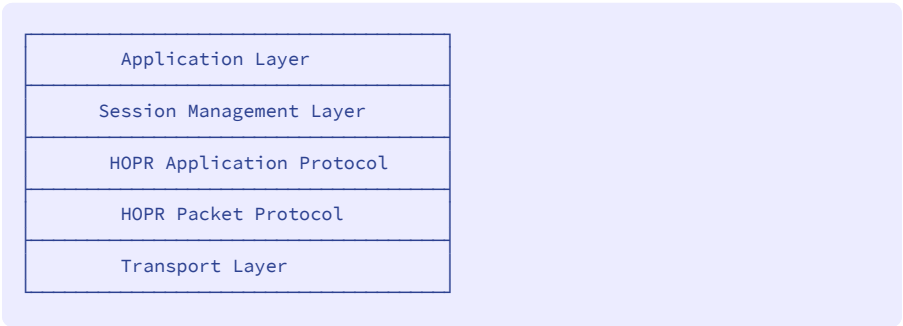 Application Layer
Session Management Layer
HOPR Application Protocol
HOPR Packet Protocol
Transport Layer